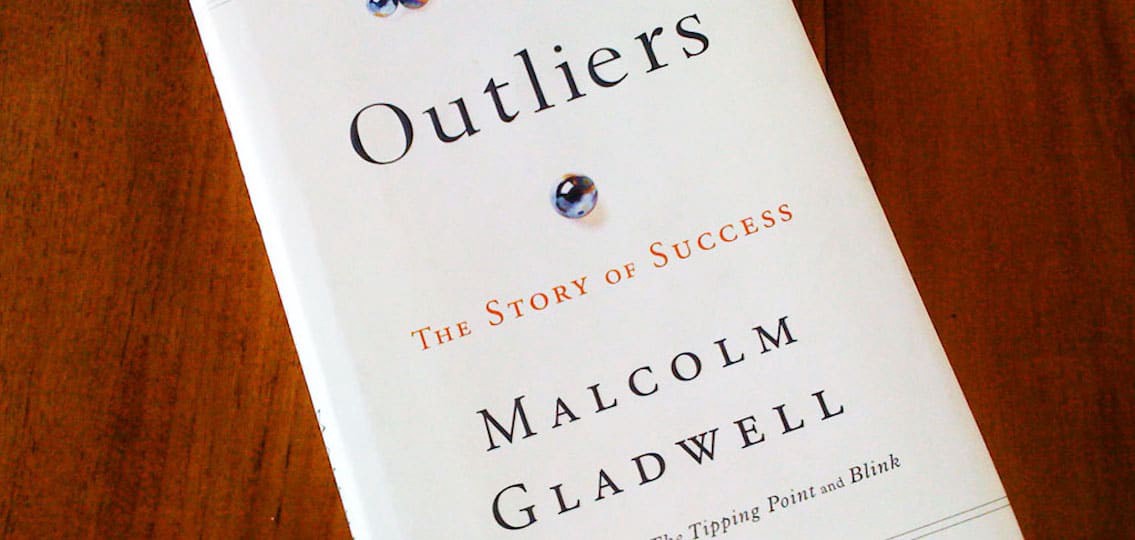 Outliers
The Story of Success
Malcolm
Gladwell
The Tipping Point and Blink